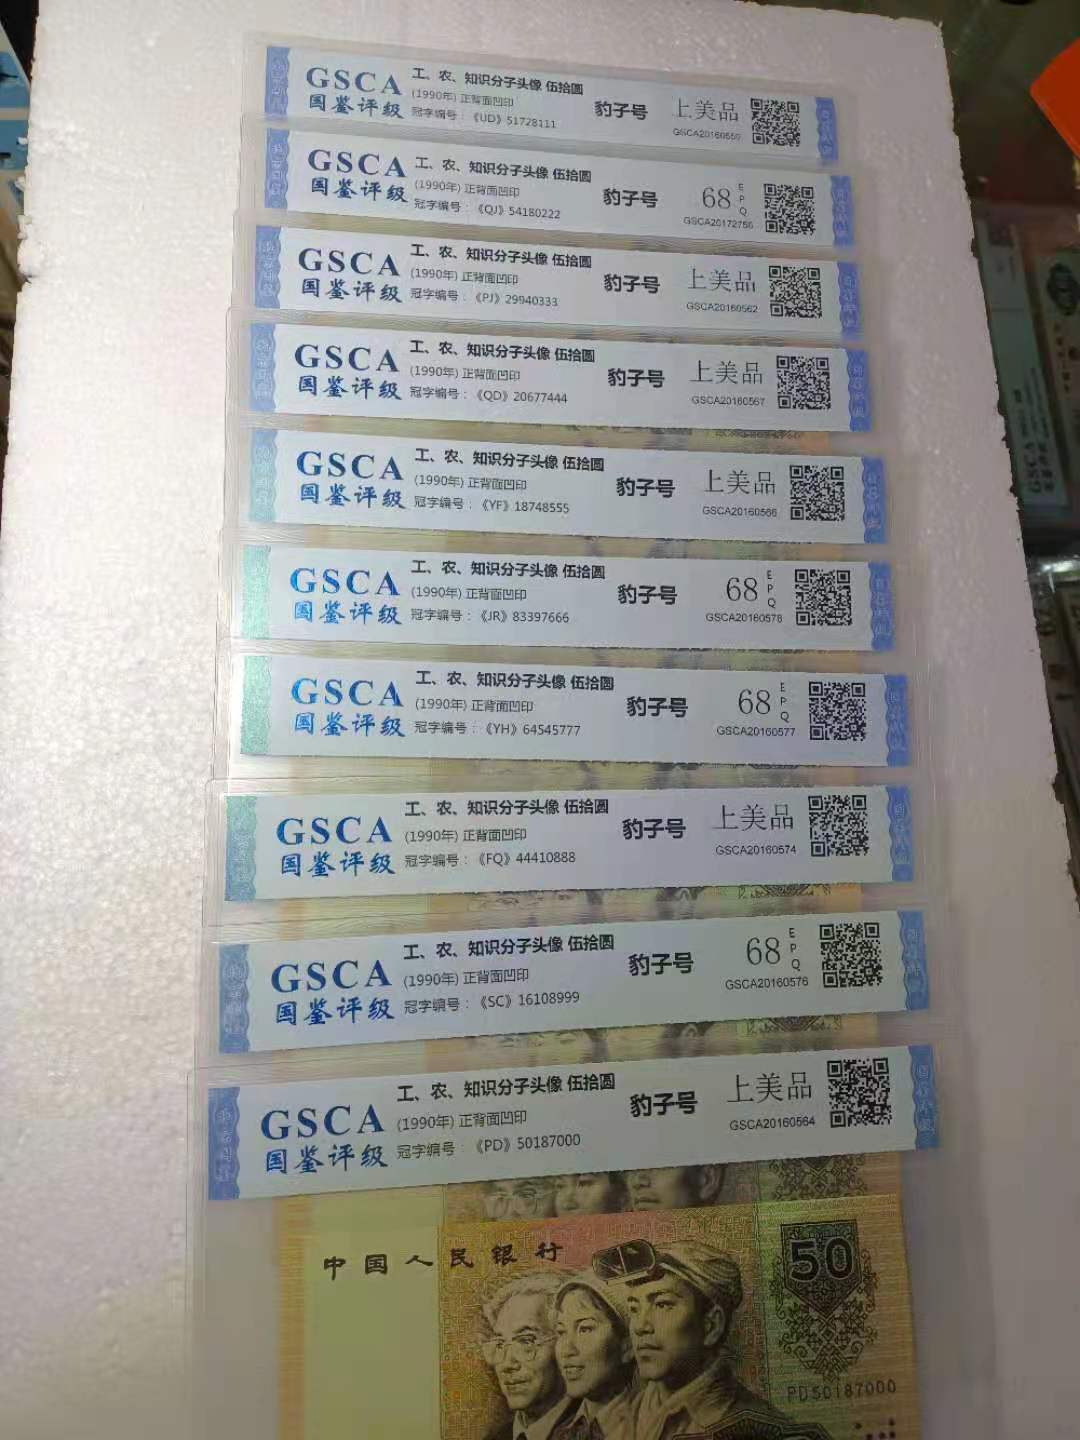 GSCA
国鉴评级
工、农、知识分子头像 伍拾圆
(1990年) 正背面凹印
冠字编号：《UD》51728111
豹子号
上美品
GSCA20160559
GSCA
国鉴评级
工、农、知识分子头像 伍拾圆
(1990年) 正背面凹印
冠字编号：《QJ》54180222
豹子号
68 EPQ
GSCA20172756
GSCA
国鉴评级
工、农、知识分子头像 伍拾圆
(1990年) 正背面凹印
冠字编号：《PJ》29940333
豹子号
上美品
GSCA20160562
GSCA
国鉴评级
工、农、知识分子头像 伍拾圆
(1990年) 正背面凹印
冠字编号：《QD》20677444
豹子号
上美品
GSCA20160567
GSCA
国鉴评级
工、农、知识分子头像 伍拾圆
(1990年) 正背面凹印
冠字编号：《YF》18748555
豹子号
上美品
GSCA20160566
GSCA
国鉴评级
工、农、知识分子头像 伍拾圆
(1990年) 正背面凹印
冠字编号：《JR》83397666
豹子号
68 EPQ
GSCA20160578
GSCA
国鉴评级
工、农、知识分子头像 伍拾圆
(1990年) 正背面凹印
冠字编号：《YH》64545777
豹子号
68 EPQ
GSCA20160577
GSCA
国鉴评级
工、农、知识分子头像 伍拾圆
(1990年) 正背面凹印
冠字编号：《FQ》44410888
豹子号
上美品
GSCA20160574
GSCA
国鉴评级
工、农、知识分子头像 伍拾圆
(1990年) 正背面凹印
冠字编号：《SC》16108999
豹子号
68 EPQ
GSCA20160576
GSCA
国鉴评级
工、农、知识分子头像 伍拾圆
(1990年) 正背面凹印
冠字编号：《PD》50187000
豹子号
上美品
GSCA20160564
中国人民银行
50
PD50187000